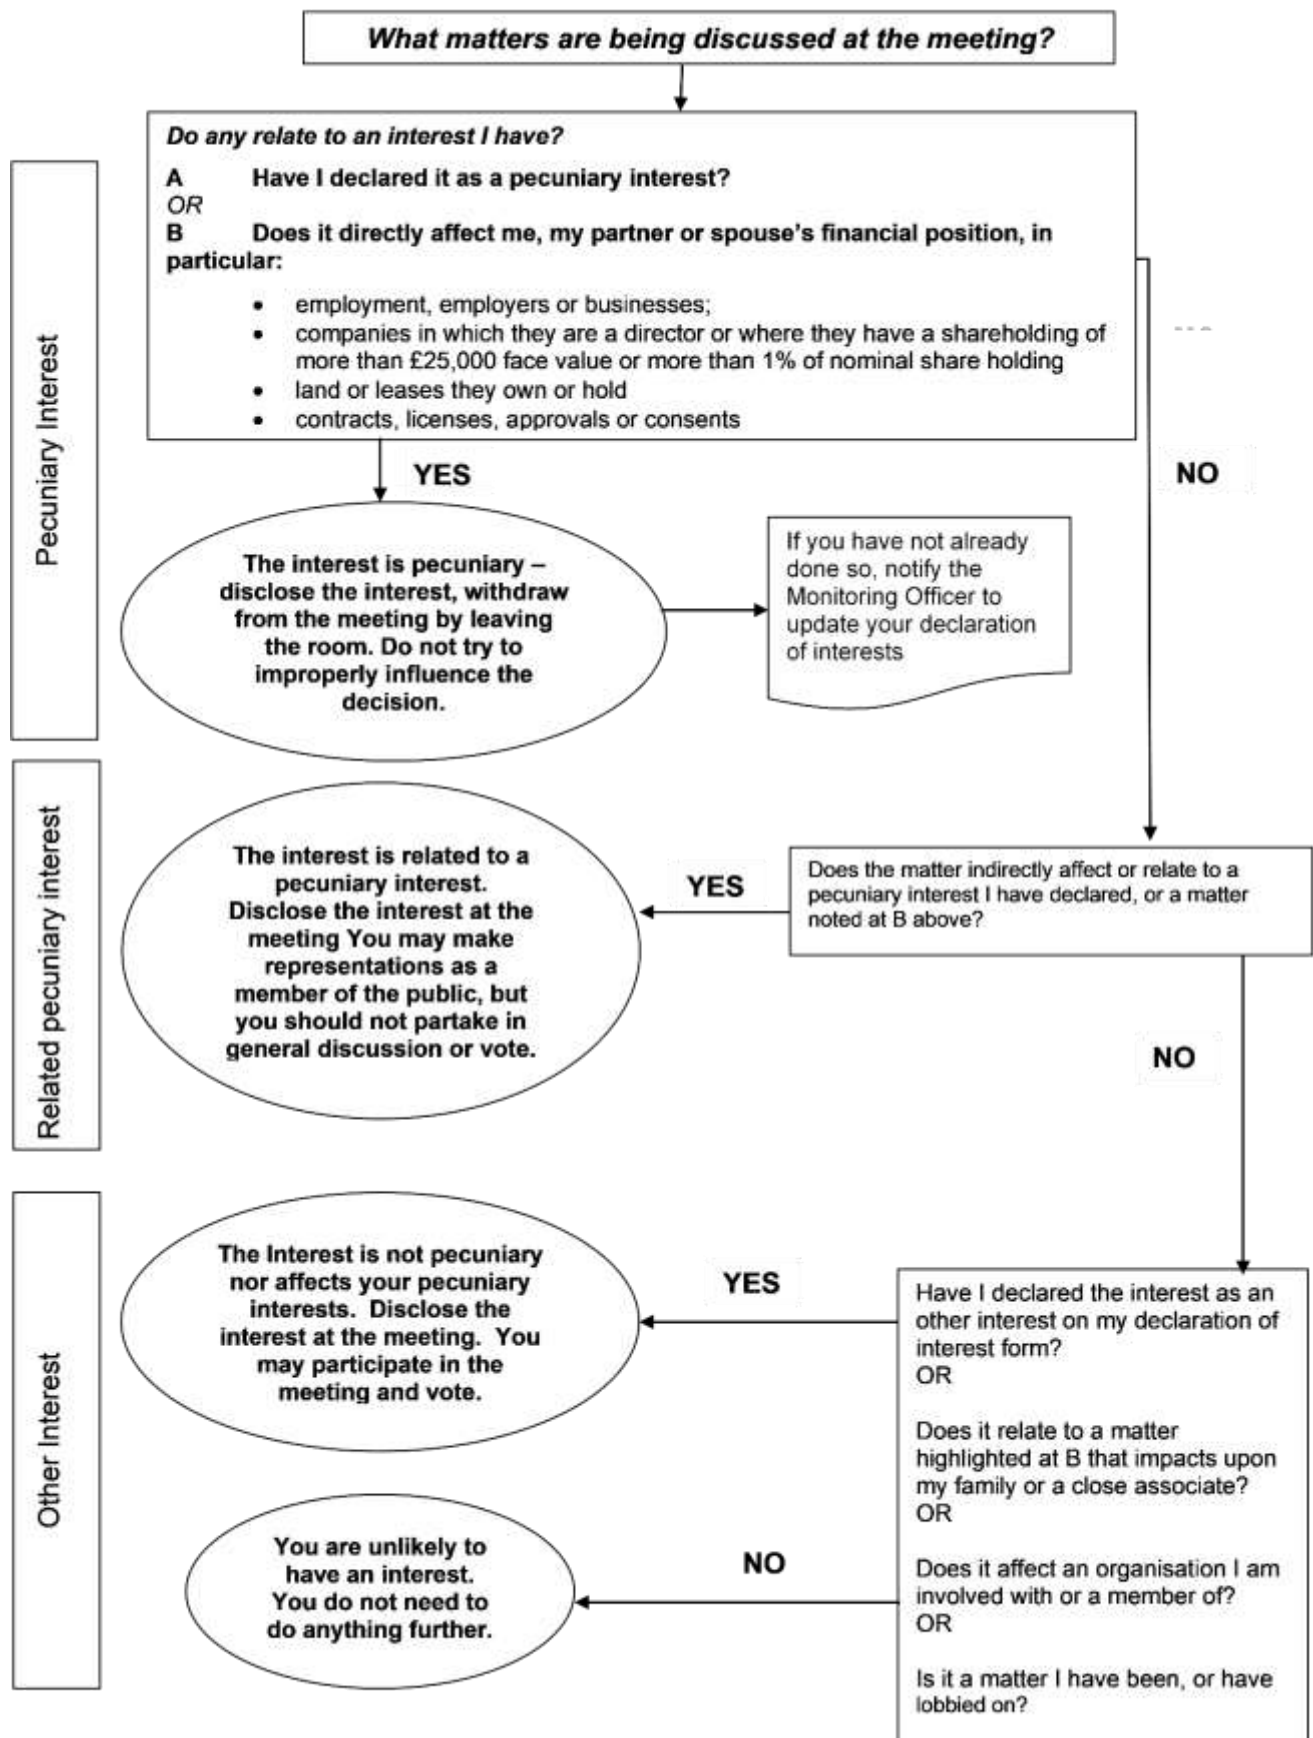 What matters are being discussed at the meeting?
Do any relate to an interest I have?
A Have I declared it as a pecuniary interest?
OR
B Does it directly affect me, my partner or spouse’s financial position, in
particular:
• employment, employers or businesses;
• companies in which they are a director or where they have a shareholding of
more than £25,000 face value or more than 1% of nominal share holding
• land or leases they own or hold
• contracts, licenses, approvals or consents
Pecuniary Interest
YES
NO
The interest is pecuniary –
disclose the interest, withdraw
from the meeting by leaving
the room. Do not try to
improperly influence the
decision.
If you have not already
done so, notify the
Monitoring Officer to
update your declaration
of interests
Related pecuniary interest
The interest is related to a
pecuniary interest.
Disclose the interest at the
meeting You may make
representations as a
member of the public, but
you should not partake in
general discussion or vote.
YES
Does the matter indirectly affect or relate to a
pecuniary interest I have declared, or a matter
noted at B above?
NO
Other Interest
The Interest is not pecuniary
nor affects your pecuniary
interests. Disclose the
interest at the meeting. You
may participate in the
meeting and vote.
YES
Have I declared the interest as an
other interest on my declaration of
interest form?
OR
Does it relate to a matter
highlighted at B that impacts upon
my family or a close associate?
OR
Does it affect an organisation I am
involved with or a member of?
OR
Is it a matter I have been, or have
lobbied on?
NO
You are unlikely to
have an interest.
You do not need to
do anything further.